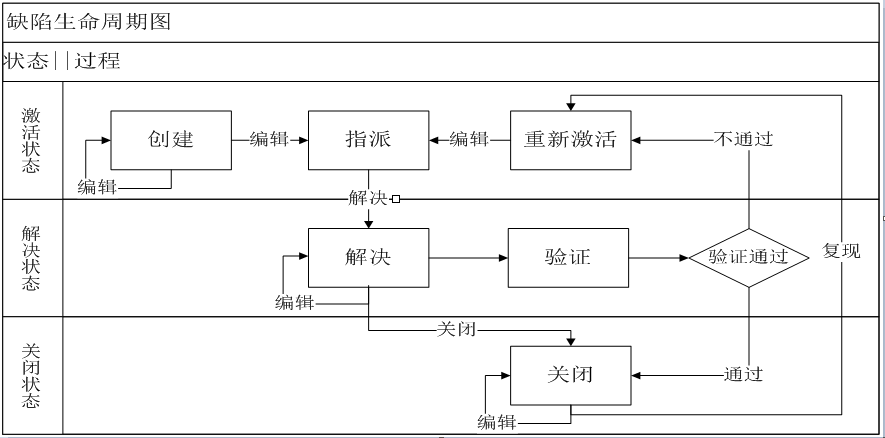 缺陷生命周期图
状态||过程
激活状态
创建
编辑
指派
编辑
重新激活
不通过
编辑
解决
解决状态
解决
验证
验证通过
复现
编辑
关闭
关闭状态
关闭
通过
编辑